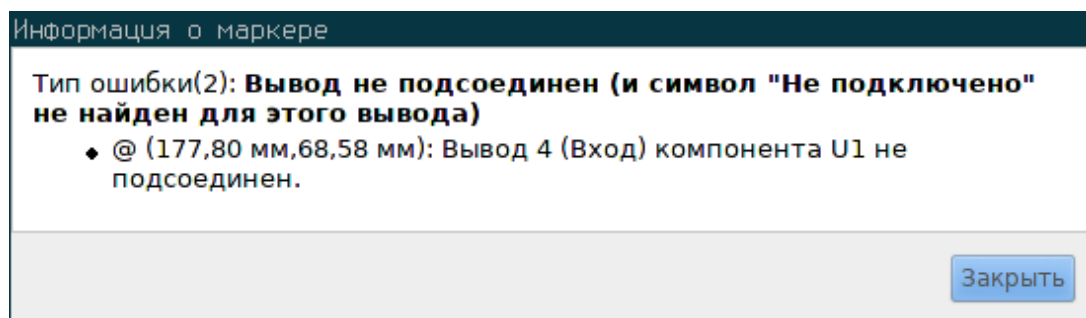 Информация о маркере
Тип ошибки(2): Вывод не подсоединен (и символ "Не подключено"
не найден для этого вывода)
◆ @ (177,80 мм,68,58 мм): Вывод 4 (Вход) компонента U1 не
подсоединен.
Закрыть